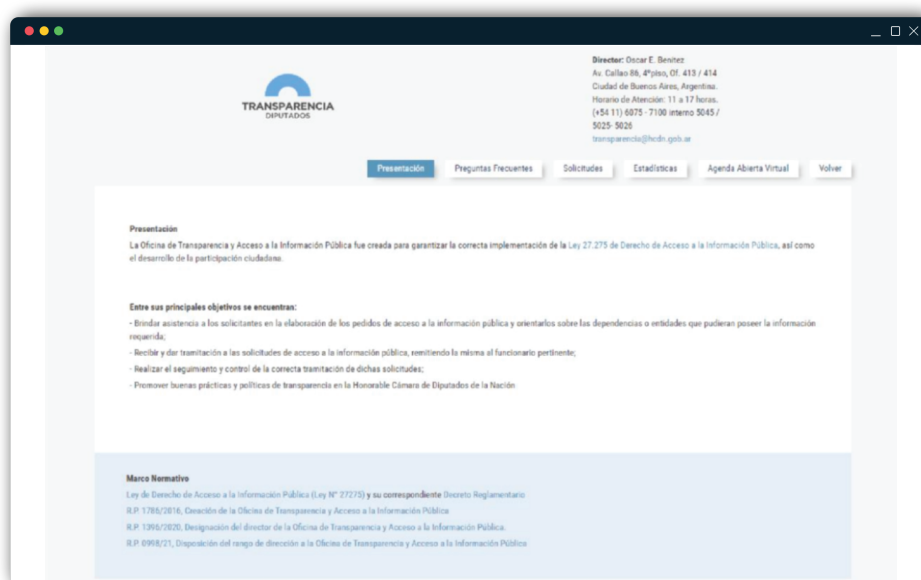 TRANSPARENCIA
DIPUTADOS
Director: Oscar E. Benitez
Av. Callao 86, 4°piso, Of. 413 / 414
Ciudad de Buenos Aires, Argentina.
Horario de Atención: 11 a 17 horas.
(+54 11) 6075 - 7100 interno 5045 /
5025- 5026
transparencia@hcdn.gob.ar
Presentación Preguntas Frecuentes Solicitudes Estadísticas Agenda Abierta Virtual Volver
Presentación
La Oficina de Transparencia y Acceso a la Información Pública fue creada para garantizar la correcta implementación de la Ley 27.275 de Derecho de Acceso a la Información Pública, así como
el desarrollo de la participación ciudadana.
Entre sus principales objetivos se encuentran:
- Brindar asistencia a los solicitantes en la elaboración de los pedidos de acceso a la información pública y orientarlos sobre las dependencias o entidades que pudieran poseer la información
requerida;
- Recibir y dar tramitación a las solicitudes de acceso a la información pública, remitiendo la misma al funcionario pertinente;
- Realizar el seguimiento y control de la correcta tramitación de dichas solicitudes;
- Promover buenas prácticas y políticas de transparencia en la Honorable Cámara de Diputados de la Nación
Marco Normativo
Ley de Derecho de Acceso a la Información Pública (Ley N° 27275) y su correspondiente Decreto Reglamentario
R.P. 1786/2016, Creación de la Oficina de Transparencia y Acceso a la Información Pública
R.P. 1396/2020, Designación del director de la Oficina de Transparencia y Acceso a la Información Pública.
R.P. 0998/21, Disposición del rango de dirección a la Oficina de Transparencia y Acceso a la Información Pública